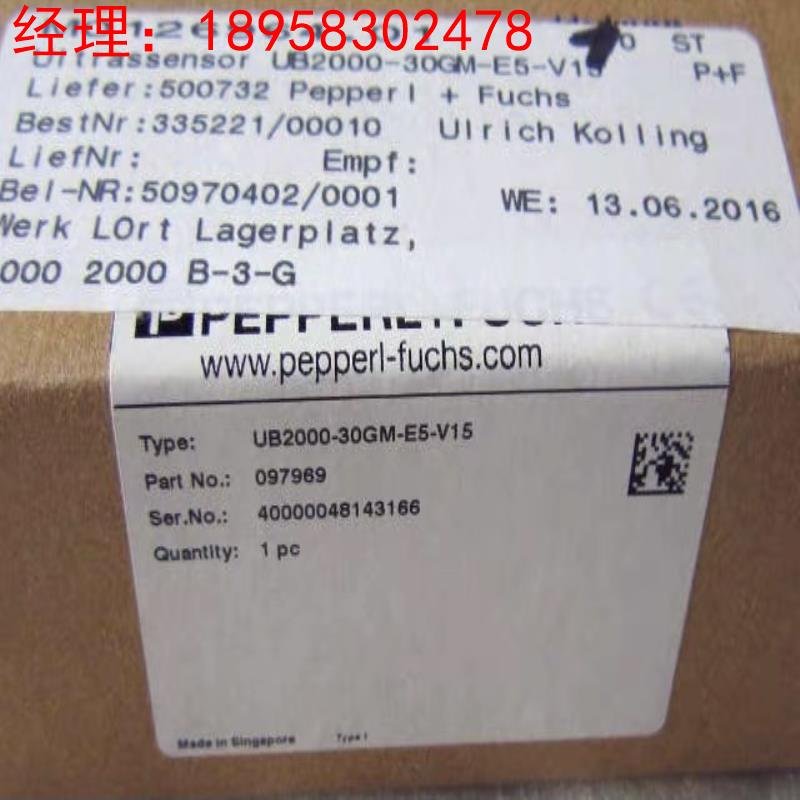 经理：18958302478
ST
Ultrassensor UB2000-30GM-E5-V15
P+F
Liefer:500732 Pepperl + Fuchs
BestNr:335221/00010 Ulrich Kolling
LiefNr: Empf:
Bel-NR:50970402/0001
WE: 13.06.2016
Werk LOrt Lagerplatz,
000 2000 B-3-G
PEPPERL+FUCHS
www.pepperl-fuchs.com
Type: UB2000-30GM-E5-V15
Part No.: 097969
Ser.No.: 40000048143166
Quantity: 1 pc
Made in Singapore Type 1